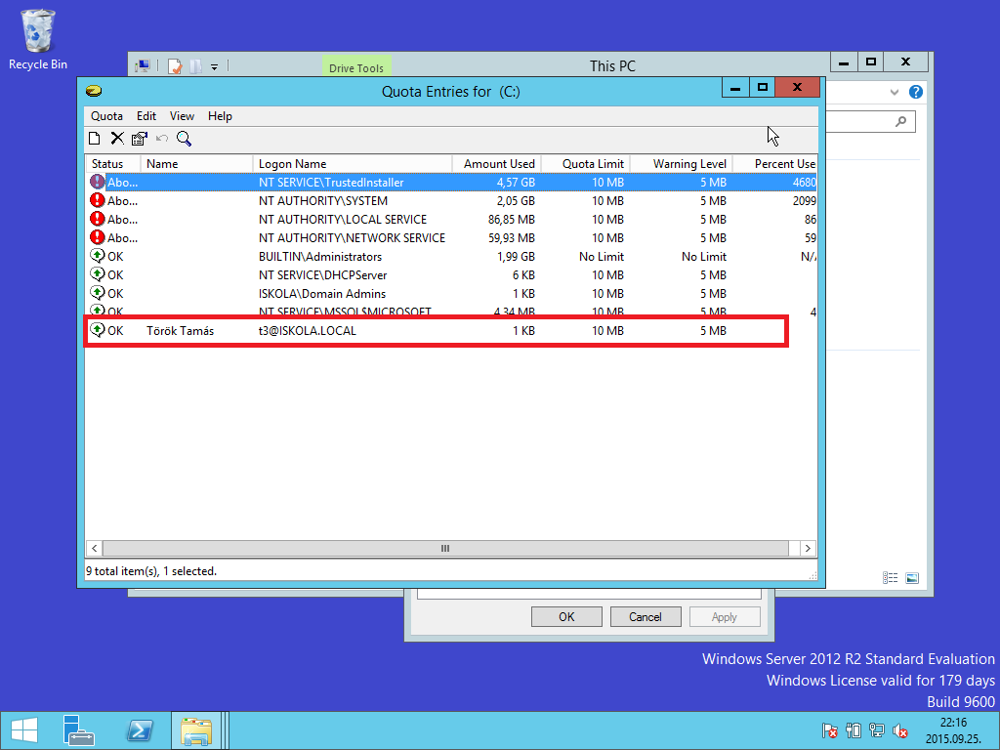 Recycle Bin
Drive Tools
This PC
Quota Entries for (C:)
Quota Edit View Help
Status Name Logon Name Amount Used Quota Limit Warning Level Percent Use
Abo... NT SERVICE\TrustedInstaller 4,57 GB 10 MB 5 MB 4680
Abo... NT AUTHORITY\SYSTEM 2,05 GB 10 MB 5 MB 2099
Abo... NT AUTHORITY\LOCAL SERVICE 86,85 MB 10 MB 5 MB 86
Abo... NT AUTHORITY\NETWORK SERVICE 59,93 MB 10 MB 5 MB 59
OK BUILTIN\Administrators 1,99 GB No Limit No Limit N/
OK NT SERVICE\DHCPServer 6 KB 10 MB 5 MB
OK ISKOLA\Domain Admins 1 KB 10 MB 5 MB
OK NT SERVICE\MSSQL$MICROSOFT... 4,34 MB 10 MB 5 MB 4
OK Török Tamás t3@ISKOLA.LOCAL 1 KB 10 MB 5 MB
9 total item(s), 1 selected.
OK Cancel Apply
Windows Server 2012 R2 Standard Evaluation
Windows License valid for 179 days
Build 9600
22:16
2015.09.25.